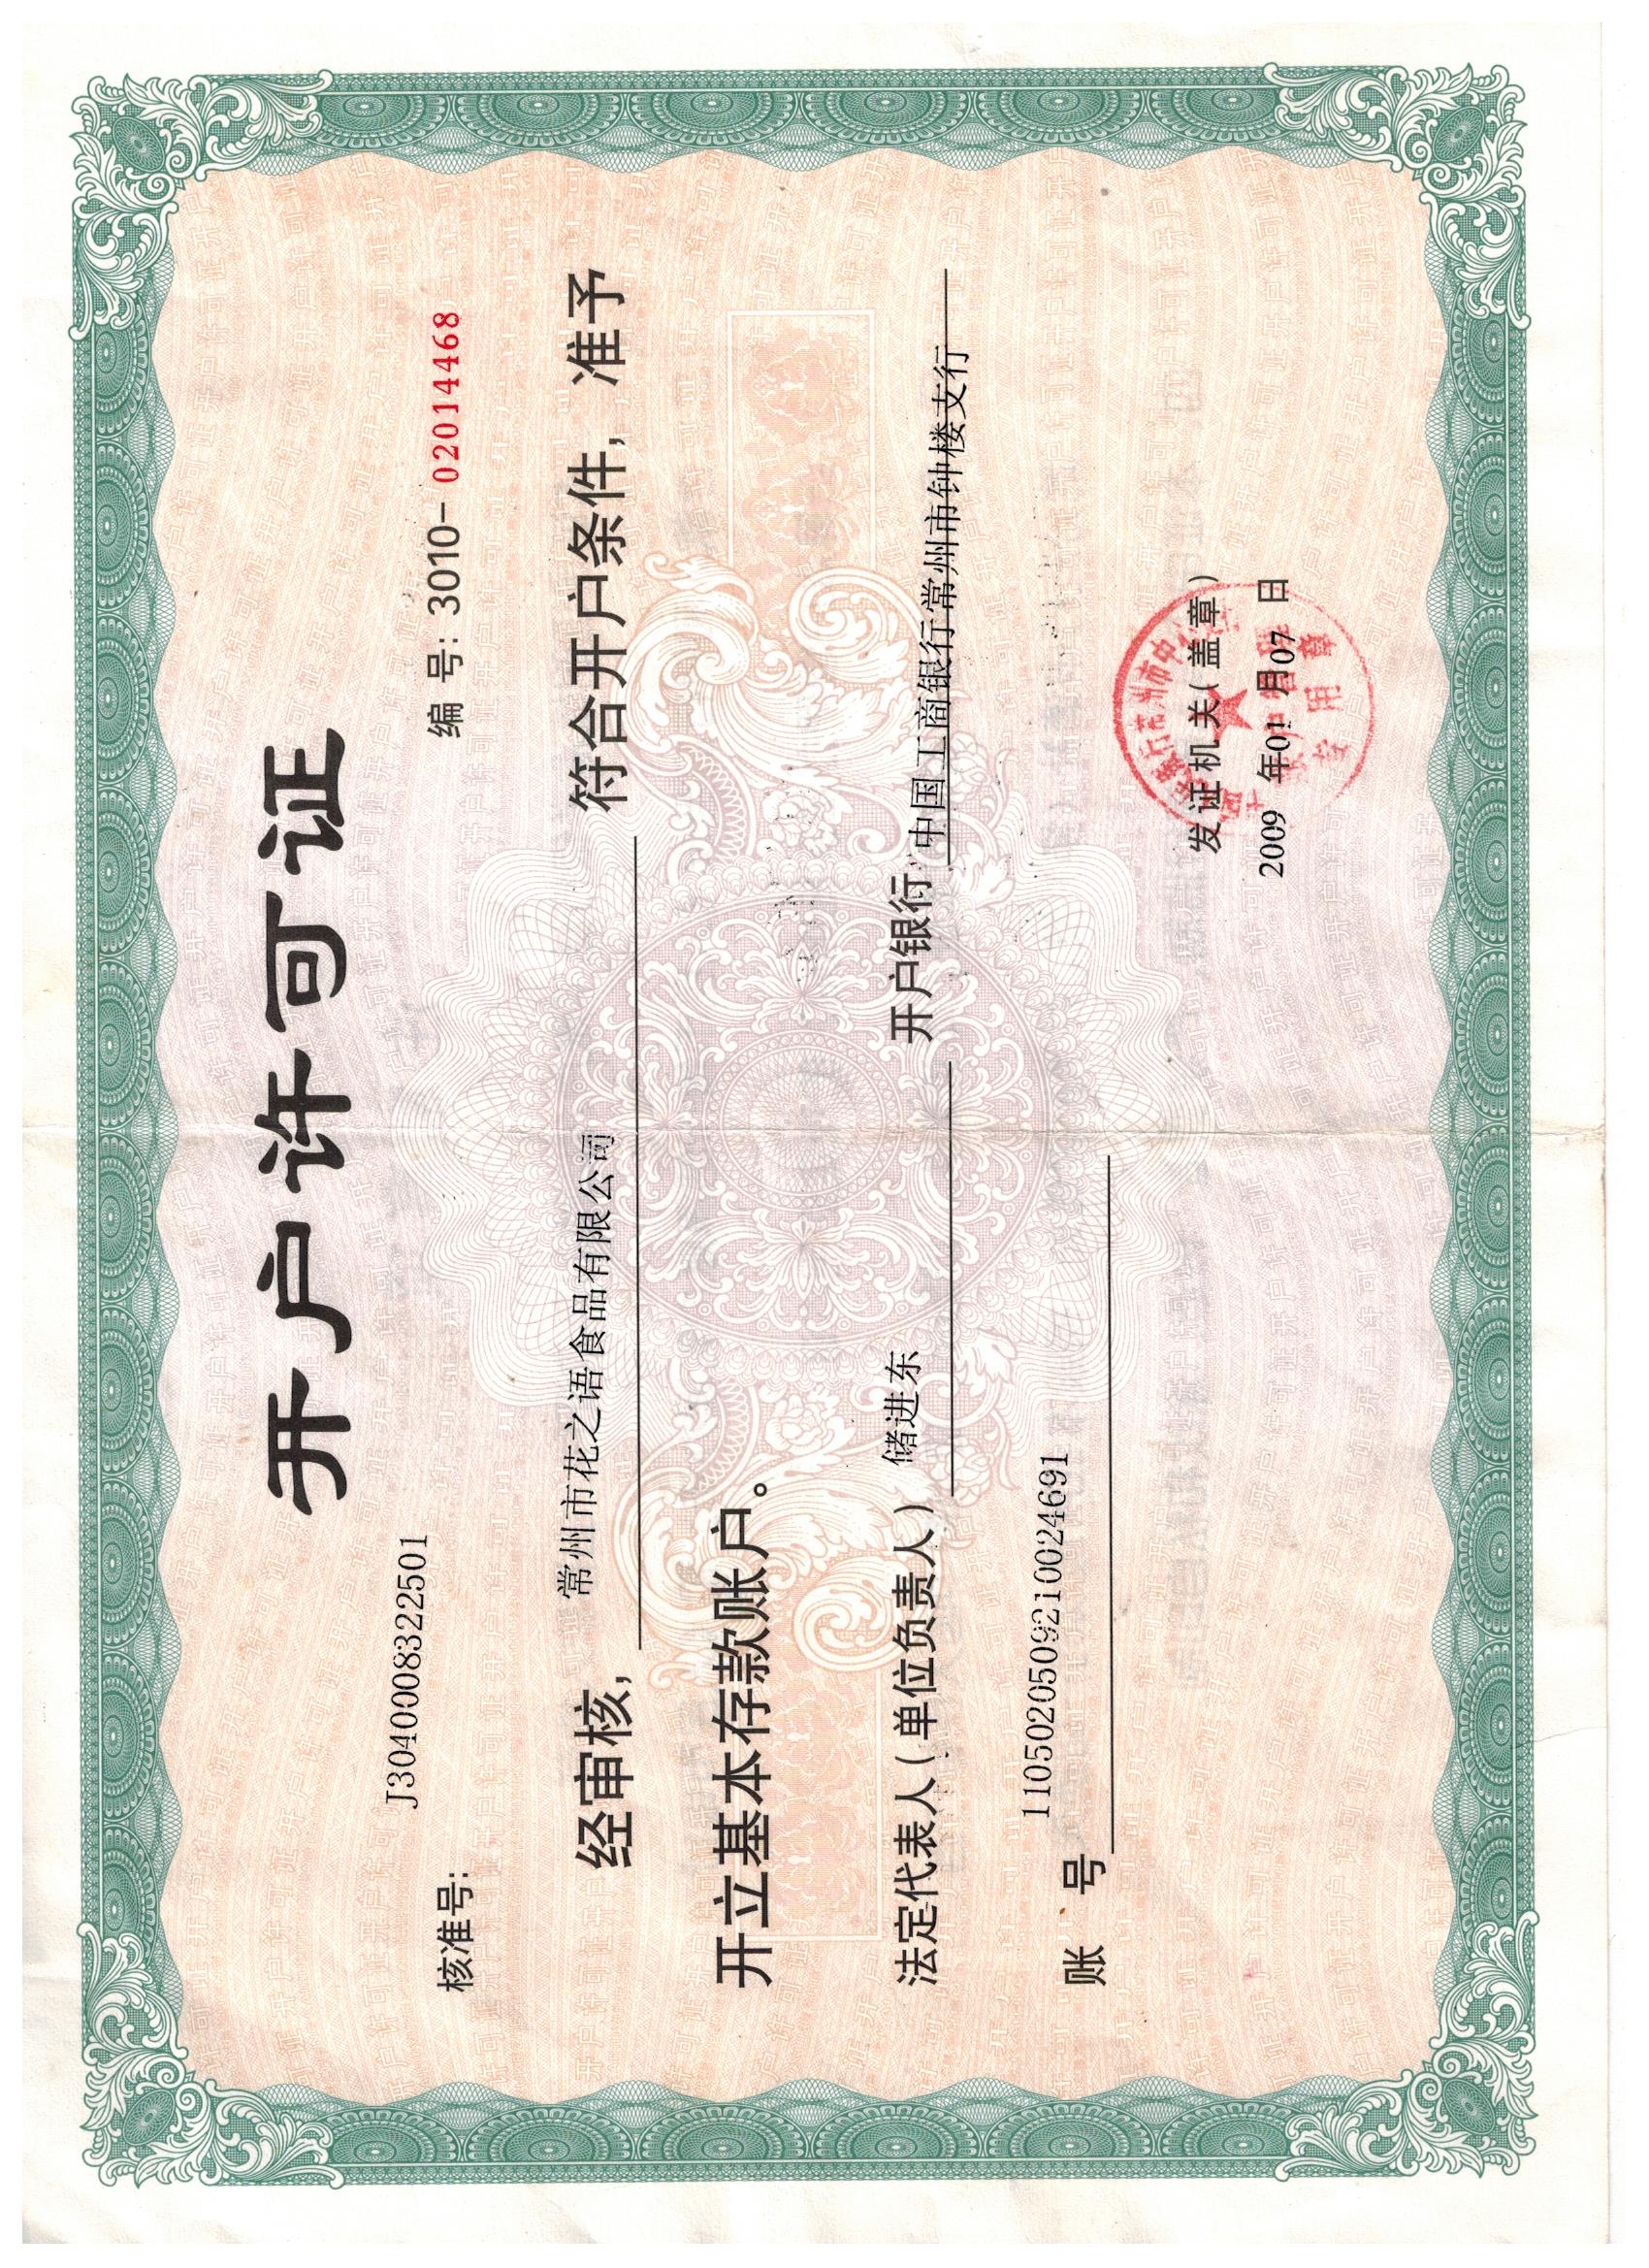 开户许可证
核准号: J3040008322501
编 号: 3010-02014468
经审核, 常州市花之语食品有限公司 符合开户条件, 准予
开立基本存款账户。
法定代表人(单位负责人) 储进东 开户银行 中国工商银行常州市钟楼支行
账 号 1105020509210024691
发证机关(盖章)
2009 年01 月07 日